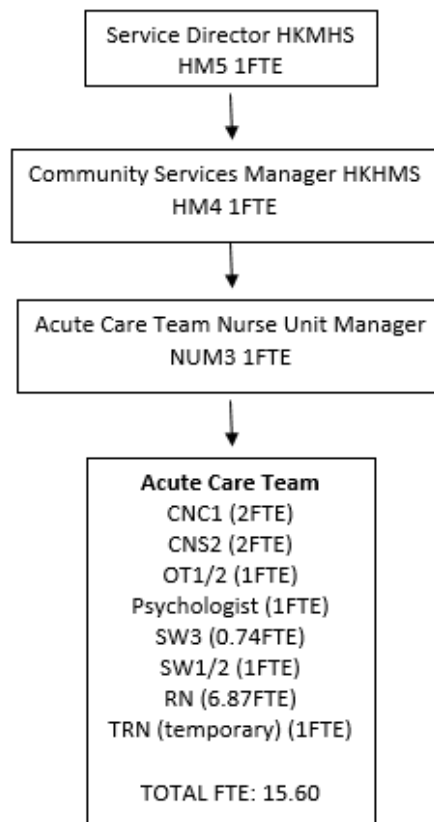 Service Director HKMHS
HM5 1FTE
Community Services Manager HKHMS
HM4 1FTE
Acute Care Team Nurse Unit Manager
NUM3 1FTE
Acute Care Team
CNC1 (2FTE)
CNS2 (2FTE)
OT1/2 (1FTE)
Psychologist (1FTE)
SW3 (0.74FTE)
SW1/2 (1FTE)
RN (6.87FTE)
TRN (temporary) (1FTE)
TOTAL FTE: 15.60